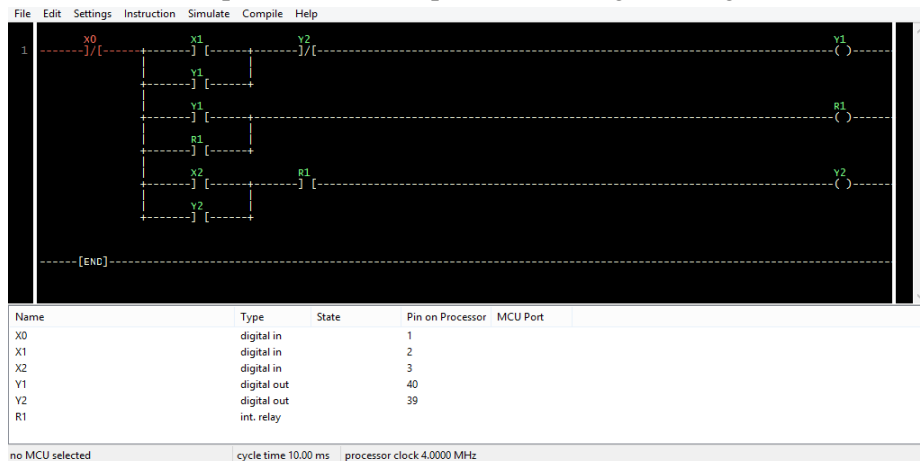 File Edit Settings Instruction Simulate Compile Help
X0 X1 Y2 Y1
1 ------]/[------+------] [------+------]/[------( )------
Y1
+------] [------+
Y1 R1
+------] [------+------( )------
R1
+------] [------+
X2 R1 Y2
+------] [------+------] [------( )------
Y2
+------] [------+
------[END]------
Name Type State Pin on Processor MCU Port
X0 digital in 1
X1 digital in 2
X2 digital in 3
Y1 digital out 40
Y2 digital out 39
R1 int. relay
no MCU selected cycle time 10.00 ms processor clock 4.0000 MHz